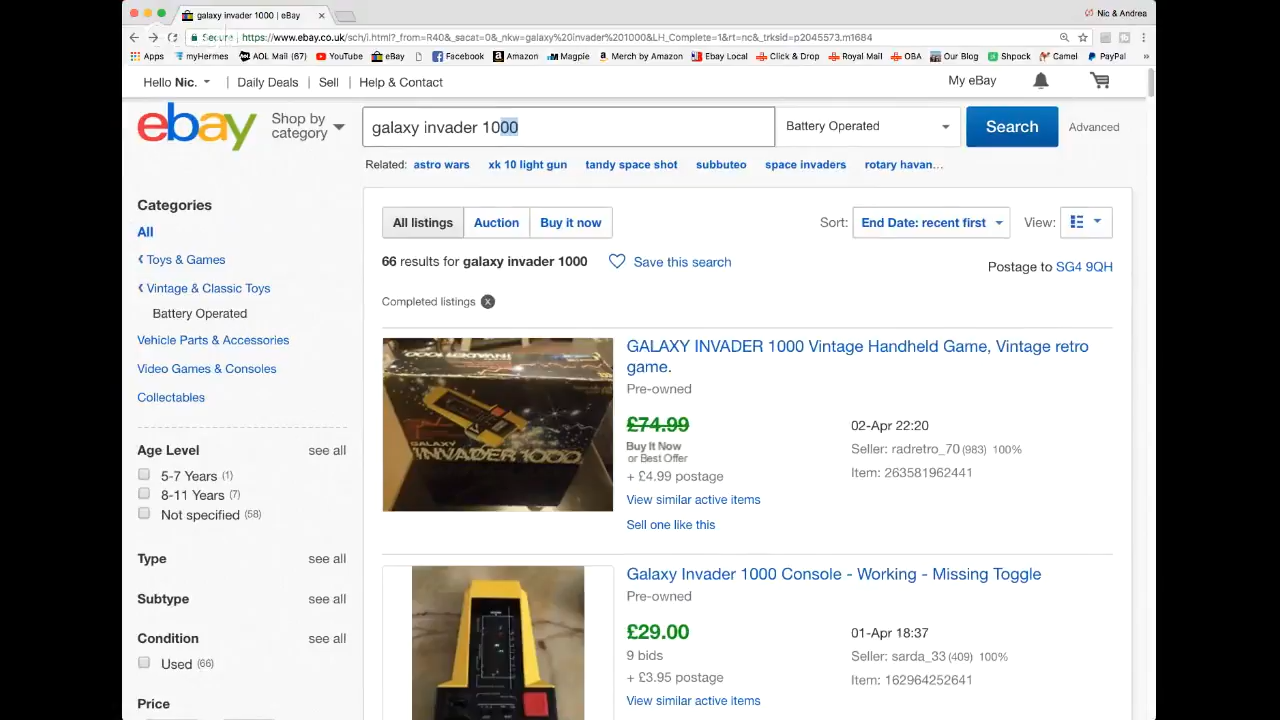 galaxy invader 1000 | eBay
Nic & Andrea
Secure https://www.ebay.co.uk/sch/i.html?_from=R40&_sacat=0&_nkw=galaxy%20invader%201000&LH_Complete=1&rt=nc&_trksid=p2045573.m1684
Apps myHermes AOL Mail (67) YouTube eBay Facebook Amazon Magmix Merch by Amazon Ebay Local Click & Drop Royal Mail OBA Our Blog Shpock Camel PayPal »
Hello Nic. Daily Deals Sell Help & Contact My eBay
ebay Shop by category galaxy invader 1000 Battery Operated Search Advanced
Related: astro wars xk 10 light gun tandy space shot subbuteo space invaders rotary havan...
Categories
All
Toys & Games
Vintage & Classic Toys
Battery Operated
Vehicle Parts & Accessories
Video Games & Consoles
Collectables
Age Level see all
5-7 Years (1)
8-11 Years (7)
Not specified (58)
Type see all
Subtype see all
Condition see all
Used (66)
Price
All listings Auction Buy it now Sort: End Date: recent first View:
66 results for galaxy invader 1000 Save this search Postage to SG4 9QH
Completed listings
GALAXY
INVADER 1000
GALAXY INVADER 1000 Vintage Handheld Game, Vintage retro
game.
Pre-owned
£74.99 02-Apr 22:20
Buy It Now Seller: radretro_70 (983) 100%
or Best Offer
+ £4.99 postage Item: 263581962441
View similar active items
Sell one like this
Galaxy Invader 1000 Console - Working - Missing Toggle
Pre-owned
£29.00 01-Apr 18:37
9 bids Seller: sarda_33 (409) 100%
+ £3.95 postage Item: 162964252641
View similar active items